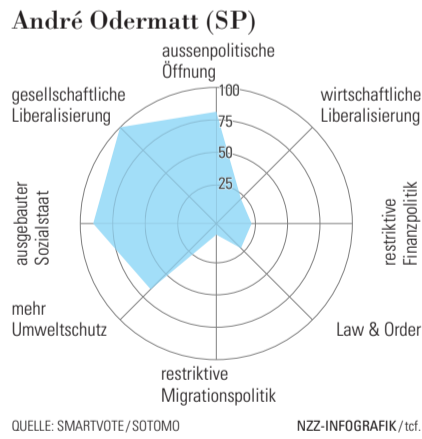 André Odermatt (SP)
aussenpolitische
Öffnung
gesellschaftliche
Liberalisierung
wirtschaftliche
Liberalisierung
100
75
50
25
ausgebauter
Sozialstaat
restriktive
Finanzpolitik
mehr
Umweltschutz
Law & Order
restriktive
Migrationspolitik
QUELLE: SMARTVOTE / SOTOMO
NZZ-INFOGRAFIK / tcf.